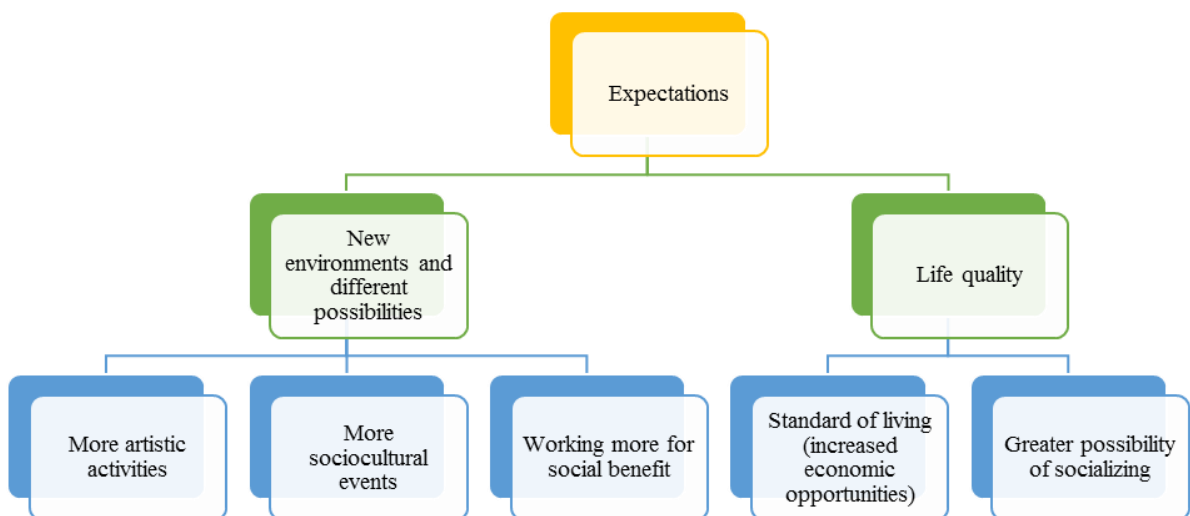 Expectations
New
environments and
different
possibilities
Life quality
More artistic
activities
More
sociocultural
events
Working more for
social benefit
Standard of living
(increased
economic
opportunities)
Greater possibility
of socializing